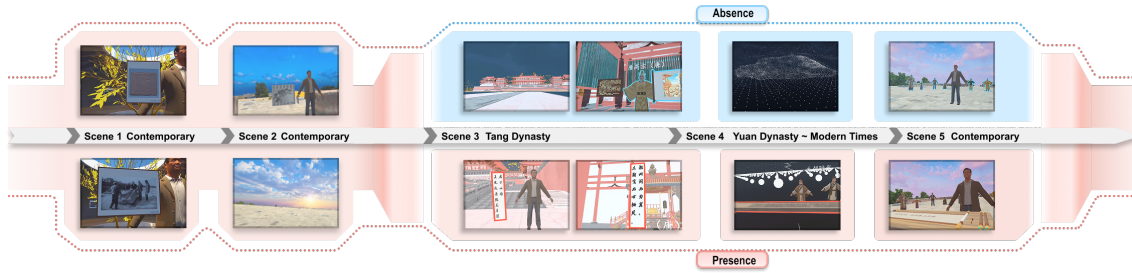 Absence
Scene 1 Contemporary
Scene 2 Contemporary
Scene 3 Tang Dynasty
Scene 4 Yuan Dynasty ~ Modern Times
Scene 5 Contemporary
Presence